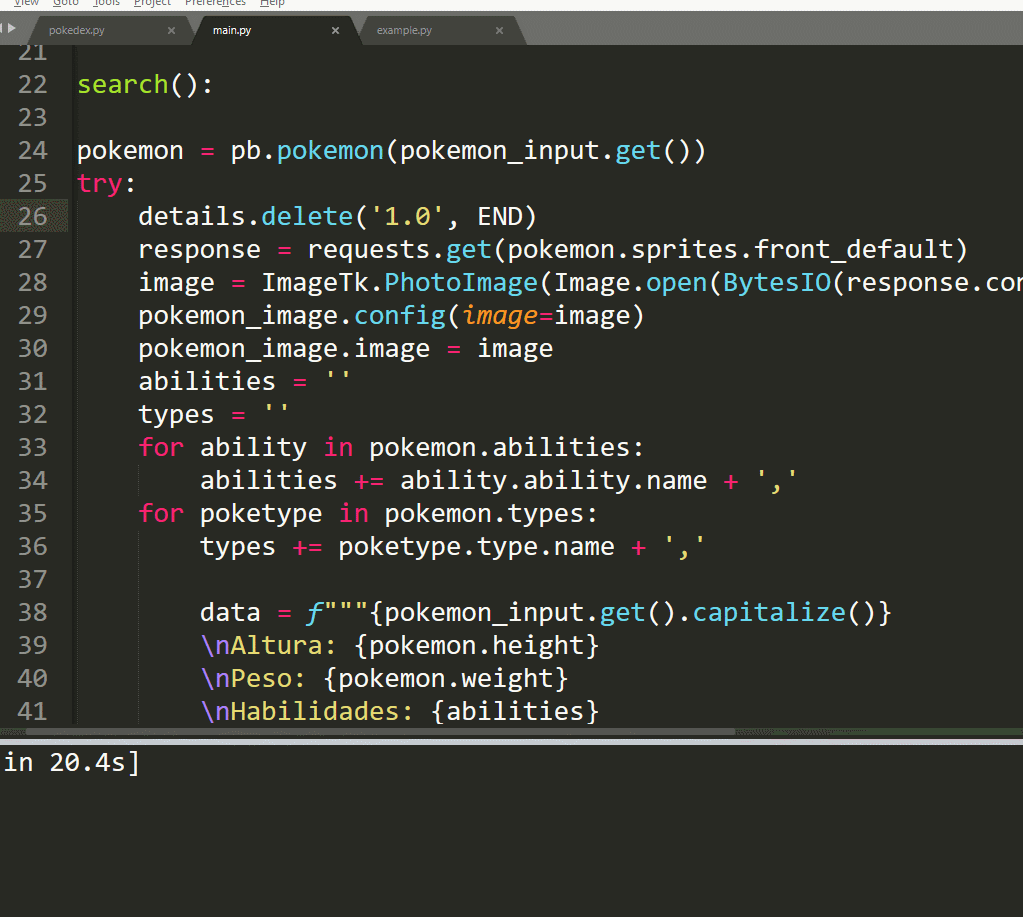 View Goto Tools Project Preferences Help
pokedex.py × main.py × example.py ×
21
22 search():
23
24 pokemon = pb.pokemon(pokemon_input.get())
25 try:
26 details.delete('1.0', END)
27 response = requests.get(pokemon.sprites.front_default)
28 image = ImageTk.PhotoImage(Image.open(BytesIO(response.con
29 pokemon_image.config(image=image)
30 pokemon_image.image = image
31 abilities = ''
32 types = ''
33 for ability in pokemon.abilities:
34 abilities += ability.ability.name + ','
35 for poketype in pokemon.types:
36 types += poketype.type.name + ','
37
38 data = f"""{pokemon_input.get().capitalize()}
39 \nAltura: {pokemon.height}
40 \nPeso: {pokemon.weight}
41 \nHabilidades: {abilities}
in 20.4s]